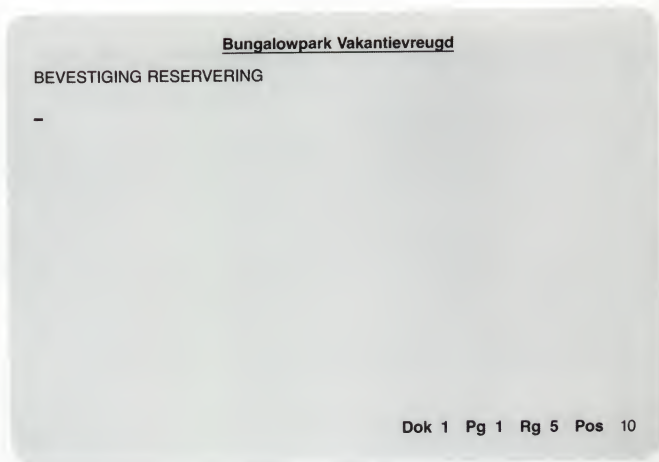 Bungalowpark Vakantievreugd
BEVESTIGING RESERVERING
Dok 1 Pg 1 Rg 5 Pos 10